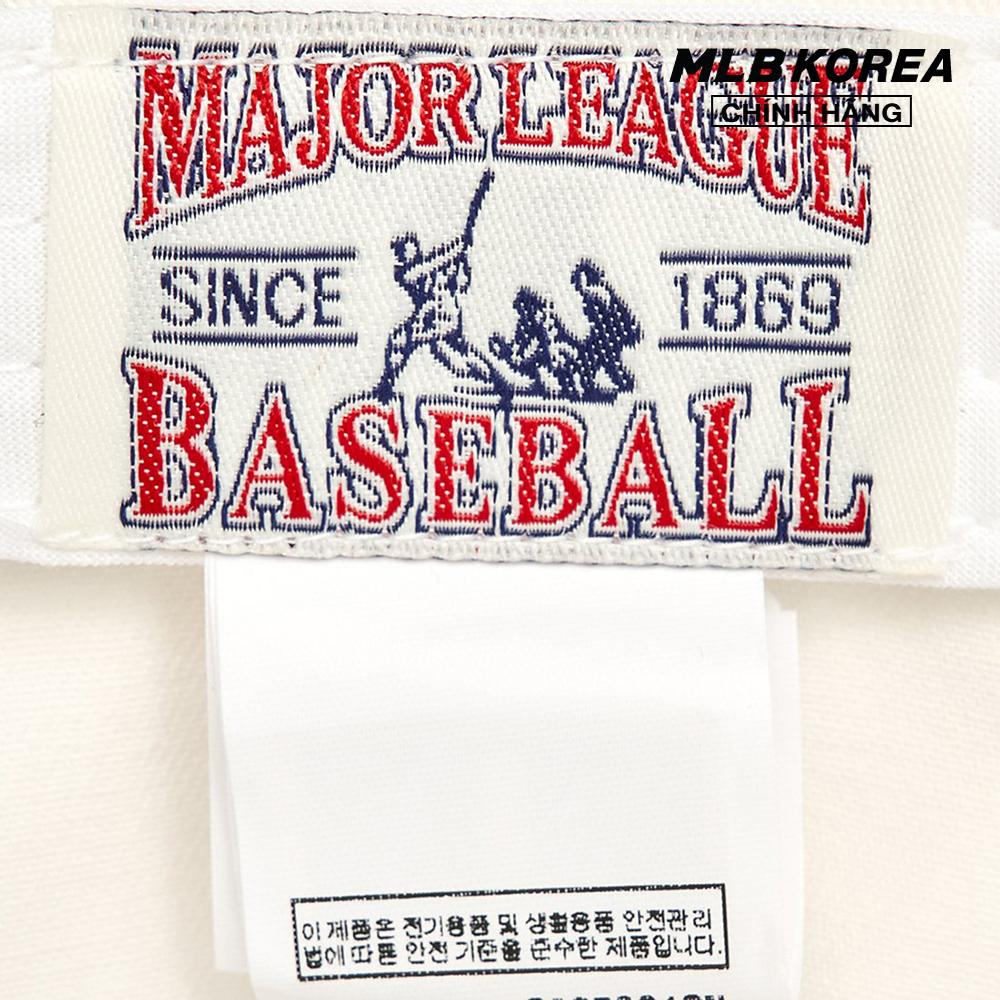 MLB KOREA
CHÍNH HÃNG
MAJOR LEAGUE
SINCE 1869
BASEBALL
이 제품은 전기용품 및 생활용품 안전관리
법에 따른 안전 기준을 준수한 제품입니다.